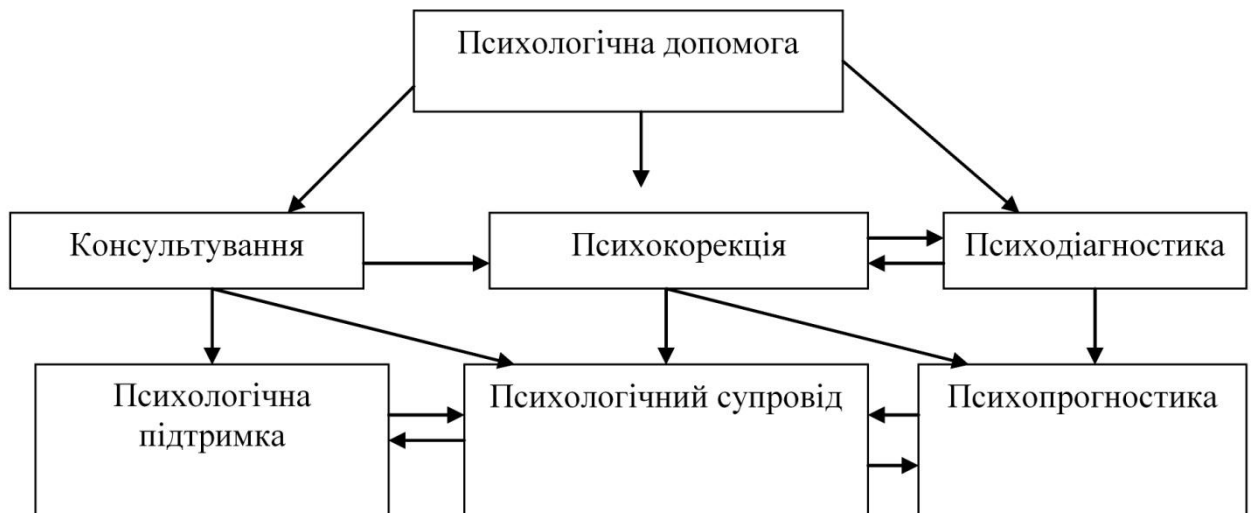 Психологічна допомога
Консультування
Психокорекція
Психодіагностика
Психологічна
підтримка
Психологічний супровід
Психопрогностика